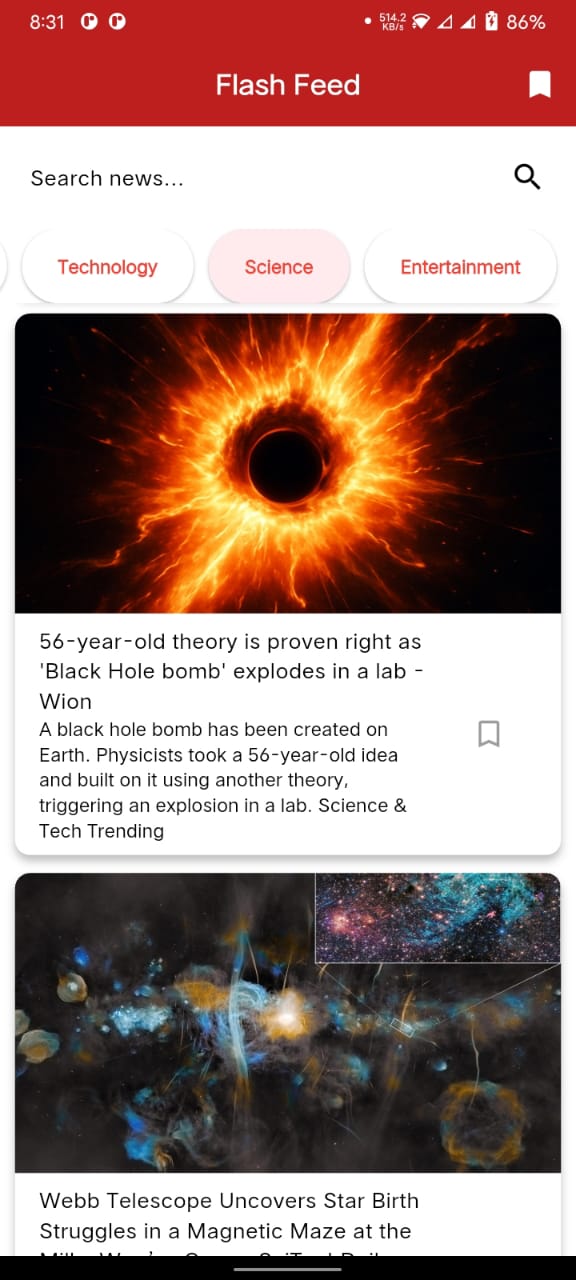 8:31
514.2
KB/s
86%
Flash Feed
Search news...
Technology
Science
Entertainment
56-year-old theory is proven right as
'Black Hole bomb' explodes in a lab -
Wion
A black hole bomb has been created on
Earth. Physicists took a 56-year-old idea
and built on it using another theory,
triggering an explosion in a lab. Science &
Tech Trending
Webb Telescope Uncovers Star Birth
Struggles in a Magnetic Maze at the